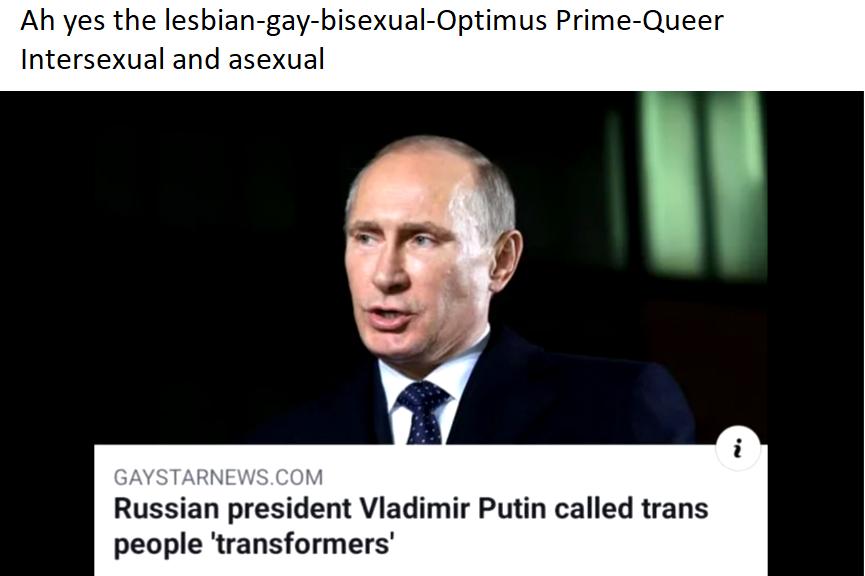 Ah yes the lesbian-gay-bisexual-Optimus Prime-Queer
Intersexual and asexual
i
GAYSTARNEWS.COM
Russian president Vladimir Putin called trans
people 'transformers'